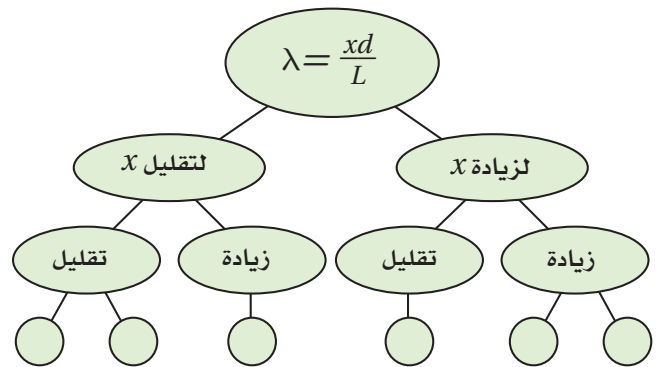 λ = xd/L
لزيادة x
لتقليل x
زيادة
تقليل
زيادة
تقليل